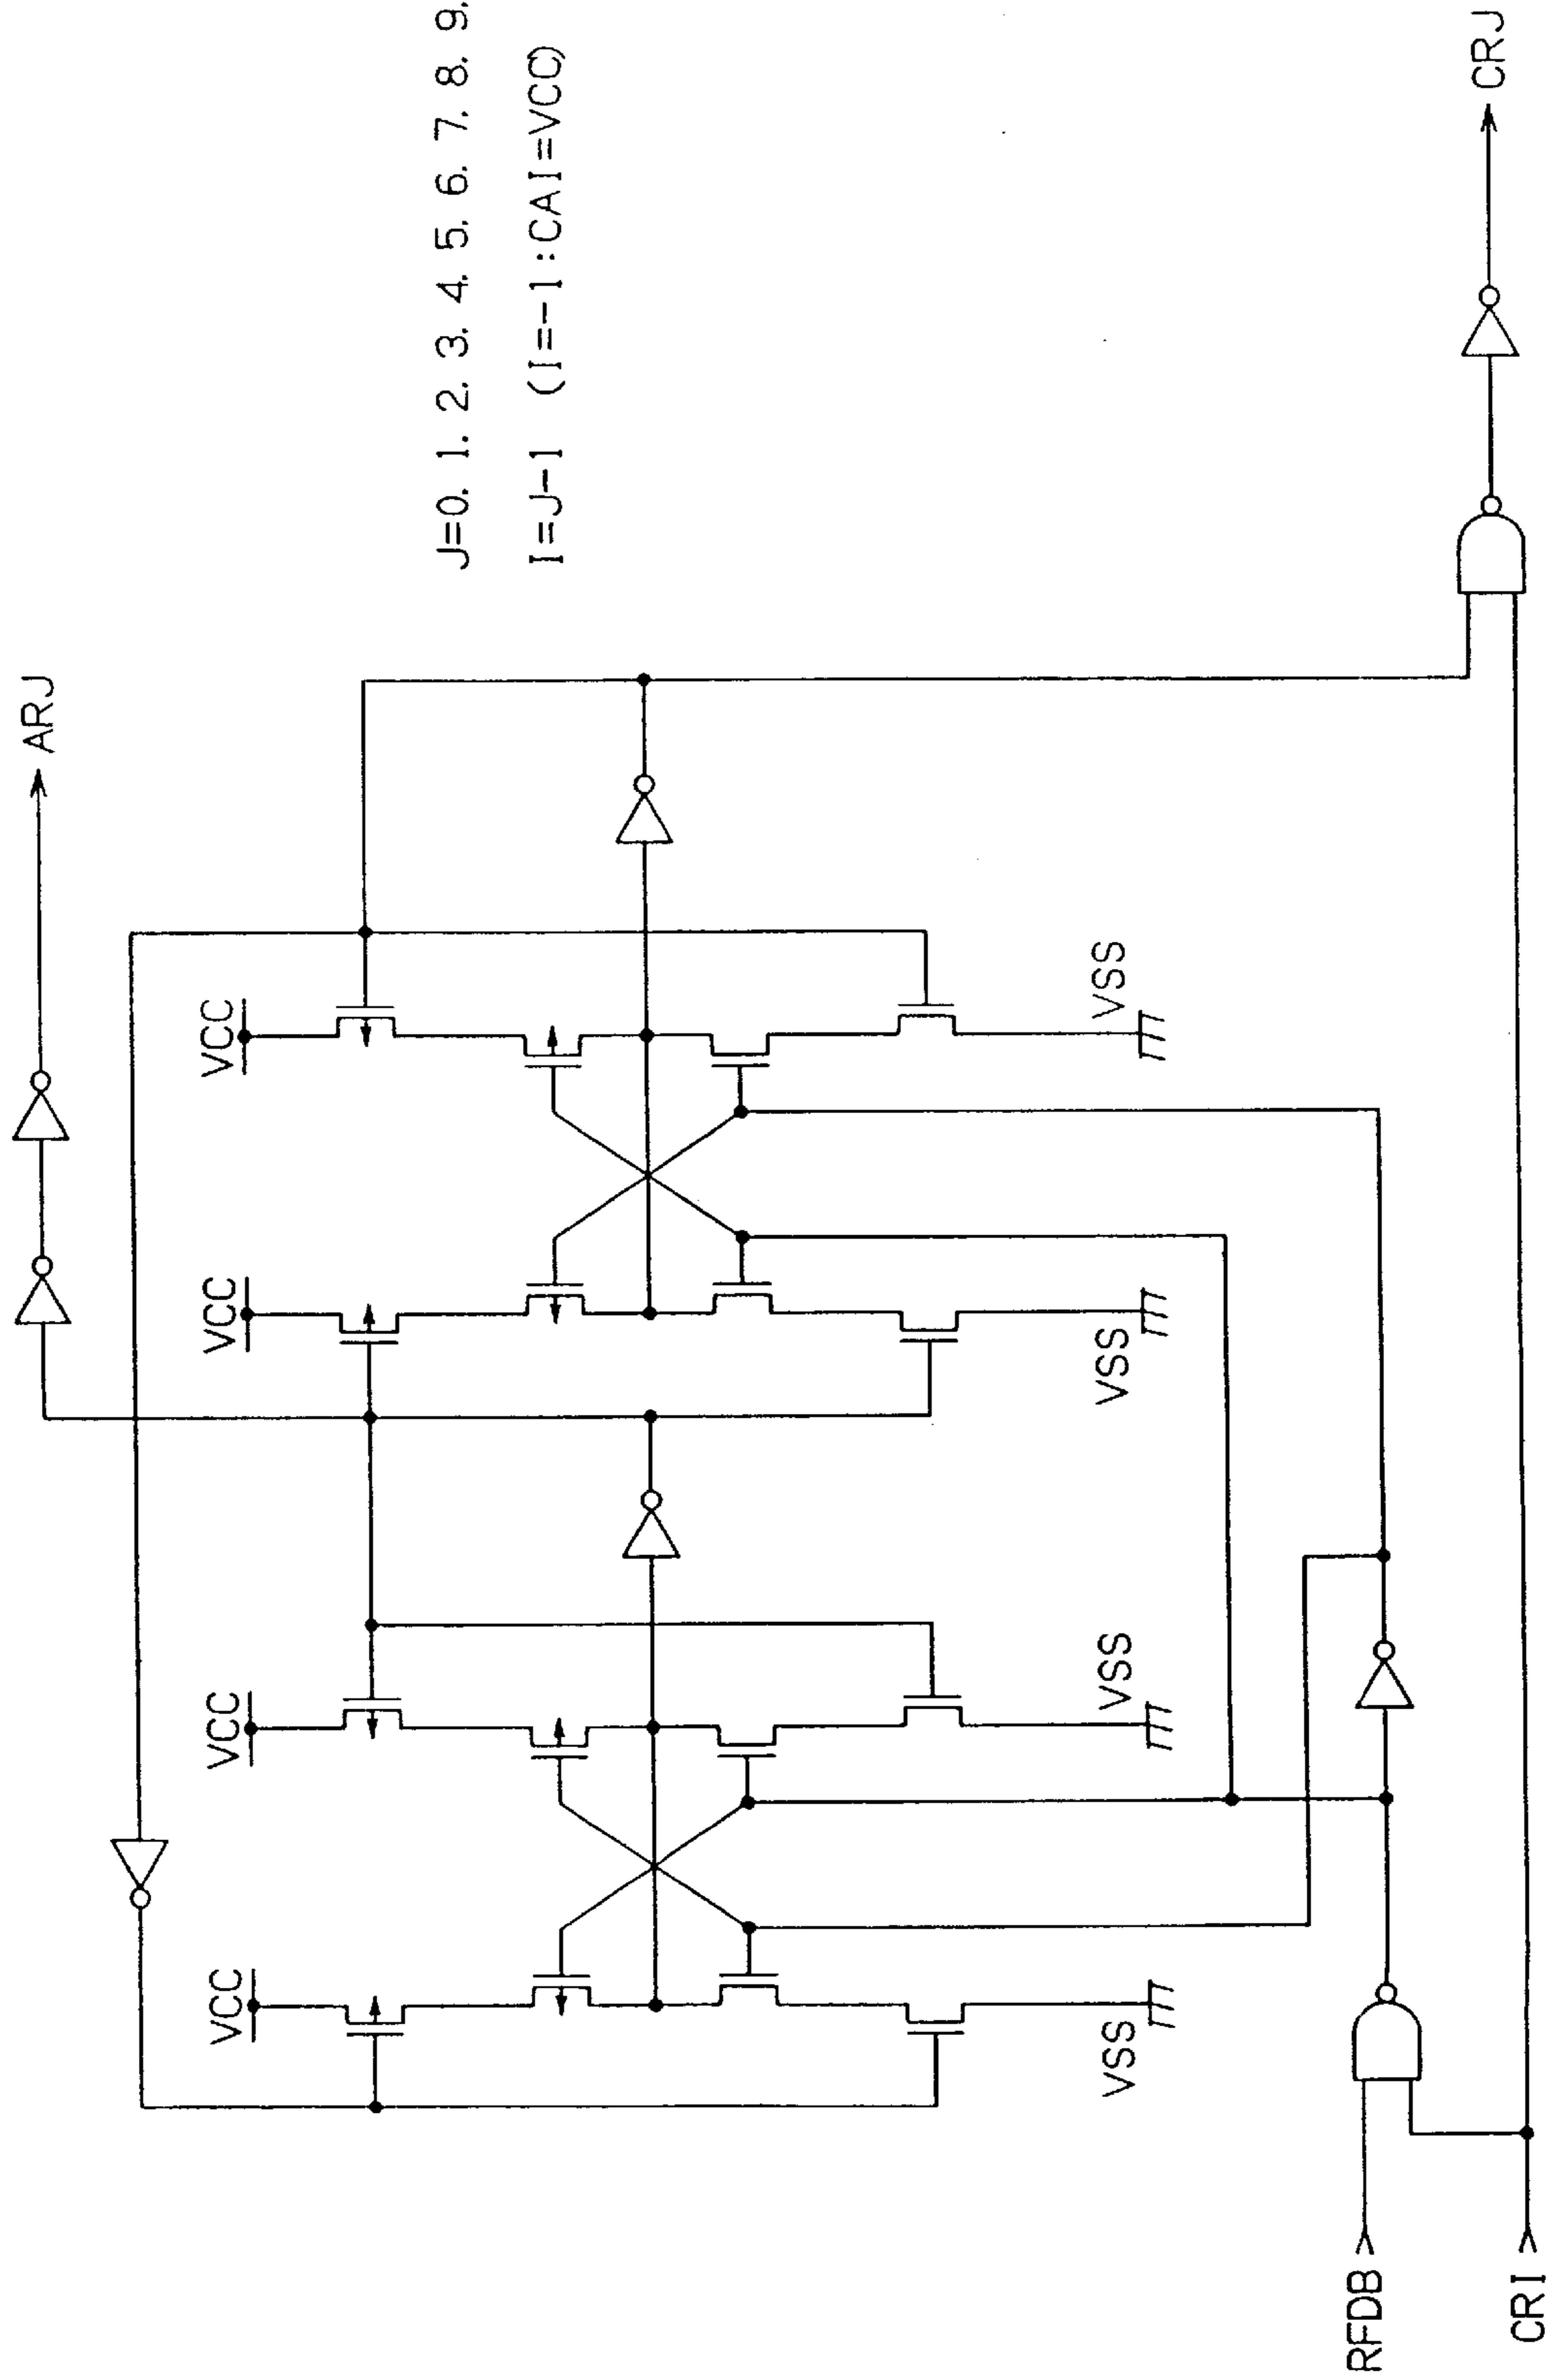 ARJ
J=0. 1. 2. 3. 4. 5. 6. 7. 8. 9.
I=J-1 (I=-1:CAI=VCC)
VCC
VCC
VCC
VCC
VSS
VSS
VSS
VSS
RFDB
CRI
CRJ